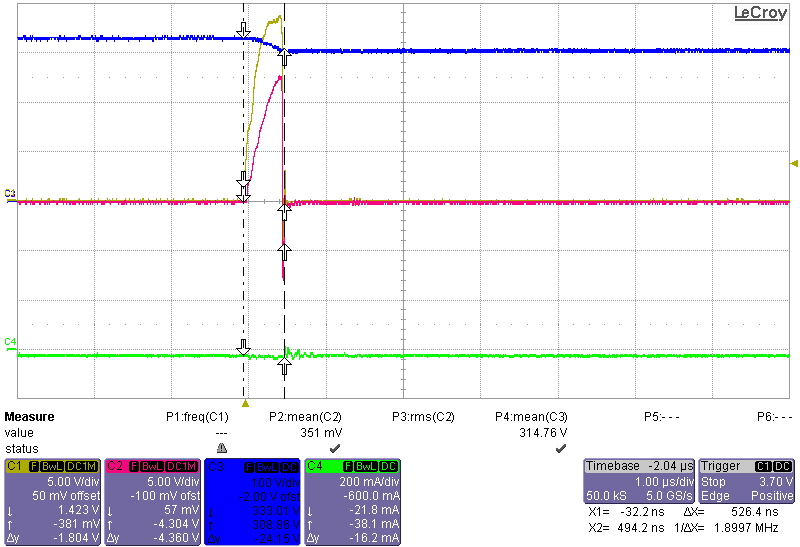 LeCroy
C3
C4
Measure P1:freq(C1) P2:mean(C2) P3:rms(C2) P4:mean(C3) P5:- - - P6:- - -
value --- 351 mV 314.76 V
status
C1 F BwL DC1M C2 F BwL DC1M C3 F BwL DC C4 F BwL DC Timebase -2.04 µs Trigger C1 DC
5.00 V/div 5.00 V/div 100 V/div 200 mA/div 1.00 µs/div Stop 3.70 V
50 mV offset -100 mV ofst -2.00 V offset -600.0 mA 50.0 kS 5.0 GS/s Edge Positive
↓ 1.423 V ↓ 57 mV ↓ 333.01 V ↓ -21.8 mA X1= -32.2 ns ΔX= 526.4 ns
↑ -381 mV ↑ -4.304 V ↑ 308.86 V ↑ -38.1 mA X2= 494.2 ns 1/ΔX= 1.8997 MHz
Δy -1.804 V Δy -4.360 V Δy -24.15 V Δy -16.2 mA